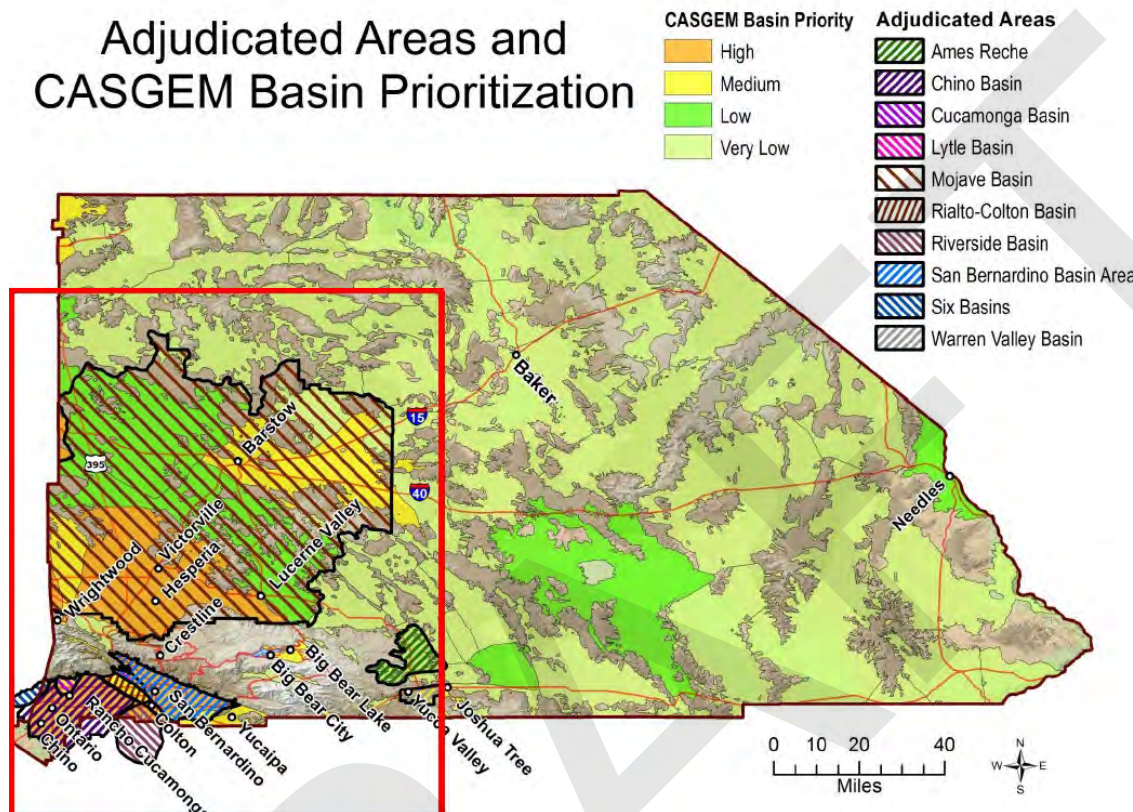 Adjudicated Areas and
CASGEM Basin Prioritization
CASGEM Basin Priority
High
Medium
Low
Very Low
Adjudicated Areas
Ames Reche
Chino Basin
Cucamonga Basin
Lytle Basin
Mojave Basin
Rialto-Colton Basin
Riverside Basin
San Bernardino Basin Area
Six Basins
Warren Valley Basin
Baker
15
Barstow
395
40
Needles
Victorville
Lucerne Valley
Hesperia
Wrightwood
Crestline
Big Bear Lake
Big Bear City
Joshua Tree
Yucca Valley
San Bernardino
Yucaipa
Colton
Rancho Cucamonga
Ontario
Chino
0 10 20 40
Miles
N
W E
S
DRAFT